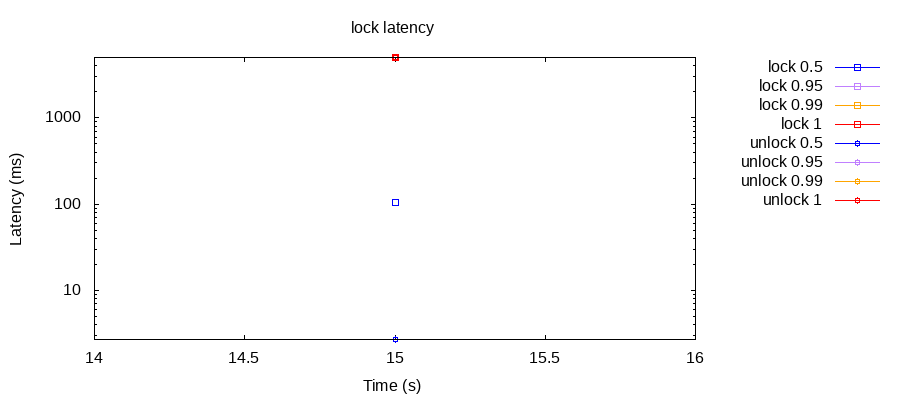 lock latency
lock 0.5
lock 0.95
lock 0.99
lock 1
unlock 0.5
unlock 0.95
unlock 0.99
unlock 1
Latency (ms)
1000
100
10
14
14.5
15
15.5
16
Time (s)